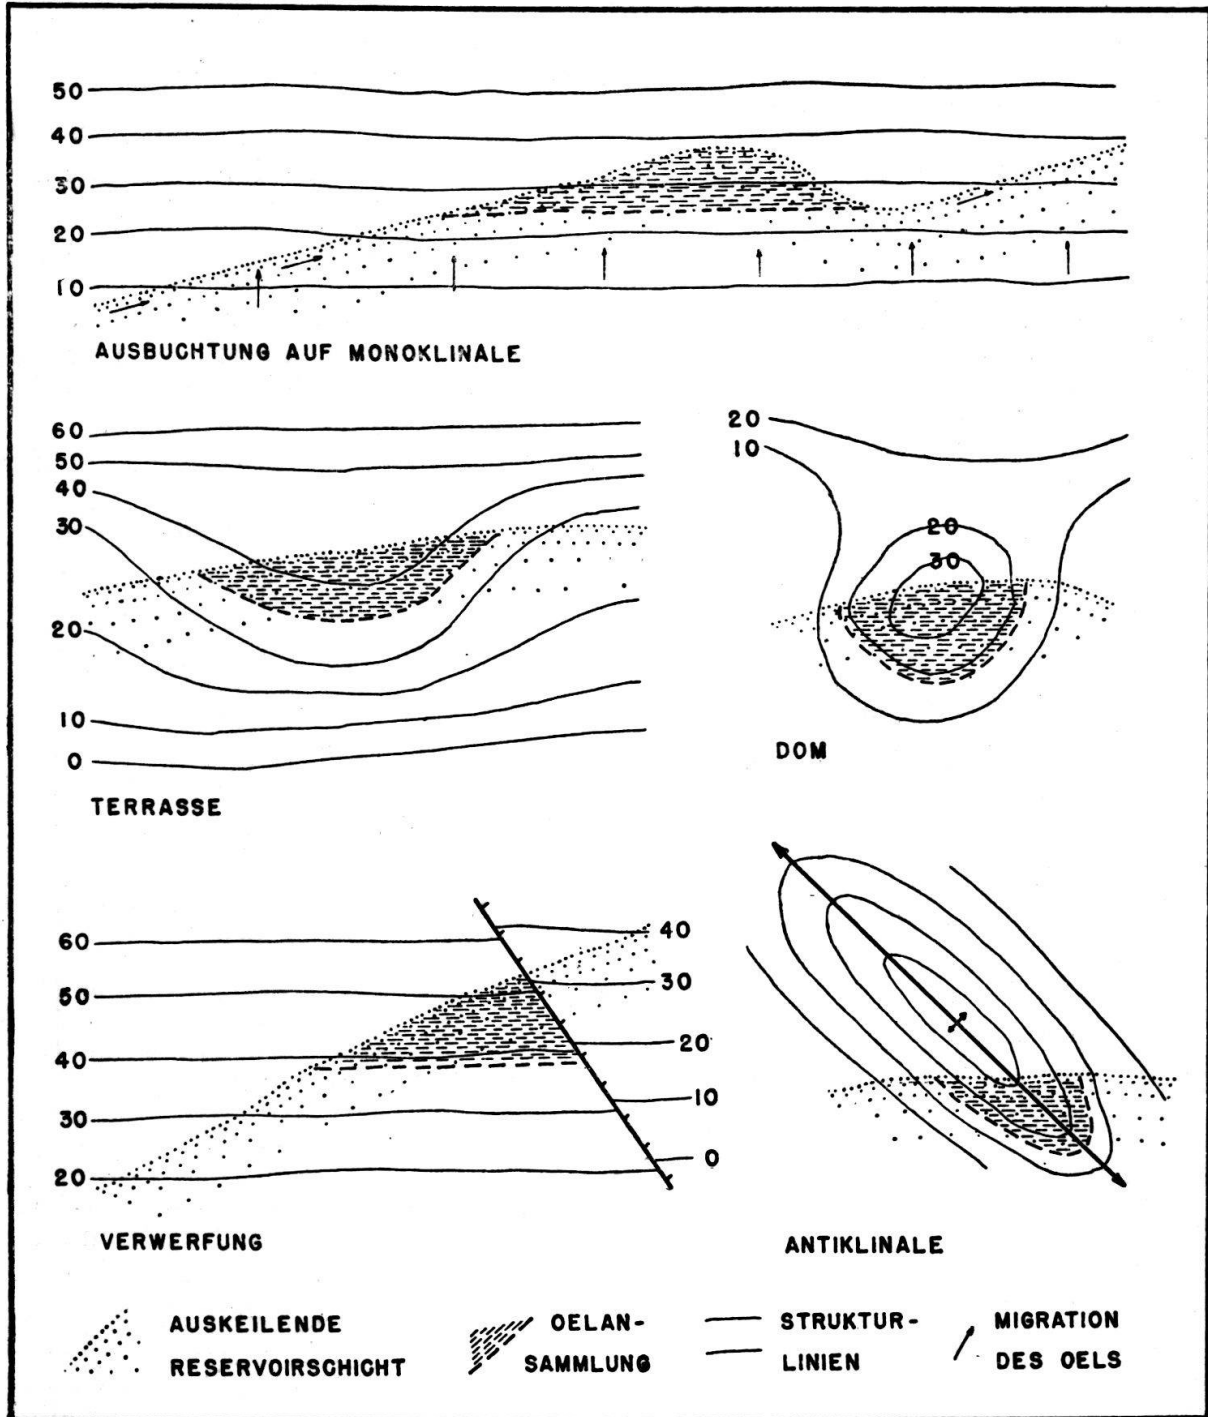 50
40
30
20
10
AUSBUCHTUNG AUF MONOKLINALE
60
50
40
30
20
10
0
TERRASSE
20
10
20
30
DOM
60
50
40
30
20
40
30
20
10
0
VERWERFUNG
ANTIKLINALE
AUSKEILENDE
RESERVOIRSCHICHT
OELAN-
SAMMLUNG
STRUKTUR-
LINIEN
MIGRATION
DES OELS